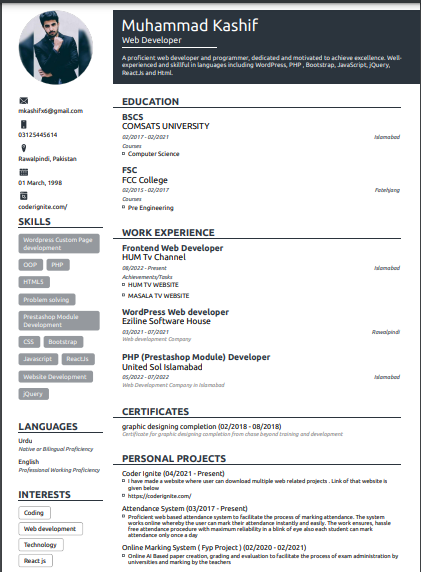 Muhammad Kashif
Web Developer
A proficient web developer and programmer, dedicated and motivated to achieve excellence. Well-
experienced and skillful in languages including WordPress, PHP , Bootstrap, JavaScript, jQuery,
ReactJs and Html.
mkashifx6@gmail.com
03125445614
Rawalpindi, Pakistan
01 March, 1998
coderignite.com/
SKILLS
Wordpress Custom Page
development
OOP PHP
HTML5
Problem solving
Prestashop Module
Development
CSS Bootstrap
Javascript ReactJs
Website Development
jQuery
LANGUAGES
Urdu
Native or Bilingual Proficiency
English
Professional Working Proficiency
INTERESTS
Coding
Web development
Technology
React js
EDUCATION
BSCS
COMSATS UNIVERSITY
02/2017 - 02/2021 Islamabad
Courses
Computer Science
FSC
FCC College
02/2015 - 02/2017 Fatehjang
Courses
Pre Engineering
WORK EXPERIENCE
Frontend Web Developer
HUM Tv Channel
08/2022 - Present Islamabad
Achievements/Tasks
HUM TV WEBSITE
MASALA TV WEBSITE
WordPress Web developer
Eziline Software House
03/2021 - 07/2021 Rawalpindi
Web development Company
PHP (Prestashop Module) Developer
United Sol Islamabad
05/2022 - 07/2022 Islamabad
Web Development Company in Islamabad
CERTIFICATES
graphic designing completion (02/2018 - 08/2018)
Certificate for graphic designing completion from chase beyond training and development
PERSONAL PROJECTS
Coder Ignite (04/2021 - Present)
I have made a website where user can download multiple web related projects . Link of that website is
given below
https://coderignite.com/
Attendance System (03/2017 - Present)
Proficient web based attendance system to facilitate the process of marking attendance. The system
works online whereby the user can mark their attendance instantly and easily. The work ensures, hassle
free attendance procedure with maximum reliability in a blink of eye also each student can mark
attendance only once a day
Online Marking System ( Fyp Project ) (02/2020 - 02/2021)
Online AI Based paper creation, grading and evaluation to facilitate the process of exam administration by
universities and marking by the teachers